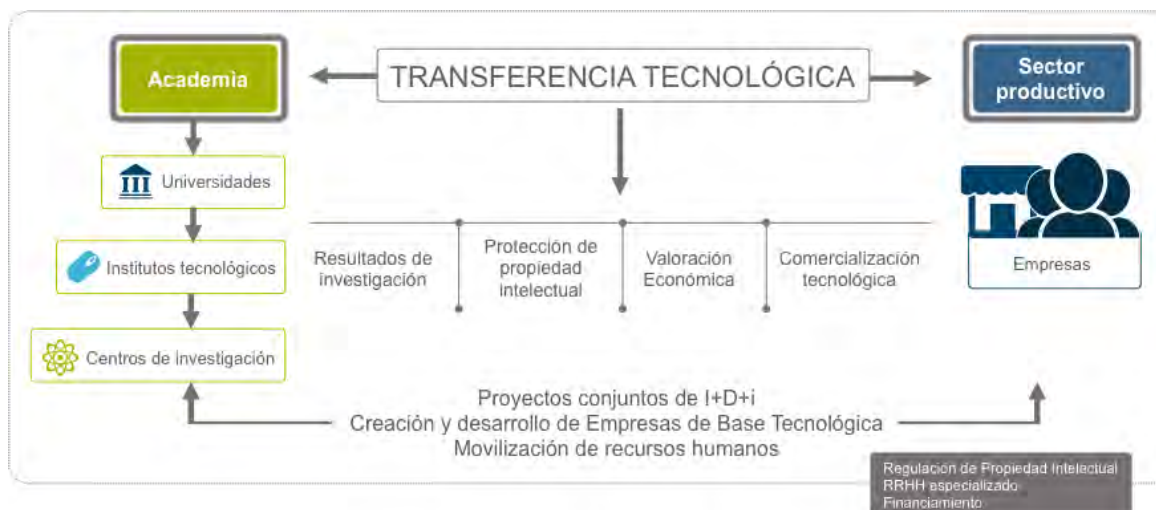 Academia
TRANSFERENCIA TECNOLÓGICA
Sector
productivo
Universidades
Institutos tecnológicos
Centros de investigación
Resultados de
investigación
Protección de
propiedad
intelectual
Valoración
Económica
Comercialización
tecnológica
Empresas
Proyectos conjuntos de I+D+i
Creación y desarrollo de Empresas de Base Tecnológica
Movilización de recursos humanos
Regulación de Propiedad Intelectual
RRHH especializado
Financiamiento